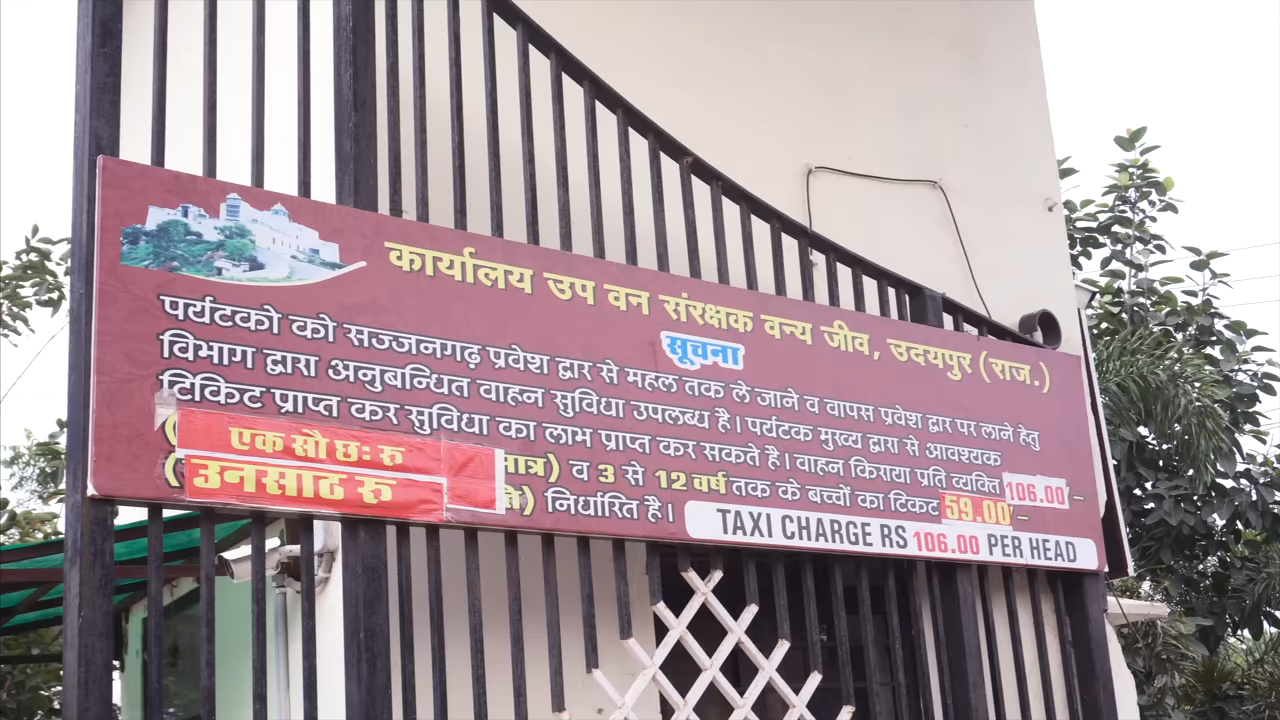 कार्यालय उप वन संरक्षक वन्य जीव, उदयपुर (राज.)
सूचना
पर्यटको को सज्जनगढ़ प्रवेश द्वार से महल तक ले जाने व वापस प्रवेश द्वार पर लाने हेतु
विभाग द्वारा अनुबन्धित वाहन सुविधा उपलब्ध है। पर्यटक मुख्य द्वारा से आवश्यक
टिकिट प्राप्त कर सुविधा का लाभ प्राप्त कर सकते है। वाहन किराया प्रति व्यक्ति 106.00/-
(एक सौ छः रु मात्र) व 3 से 12 वर्ष तक के बच्चों का टिकट 59.00/-
(उनसाठ रु निर्धारित है।
TAXI CHARGE RS 106.00 PER HEAD